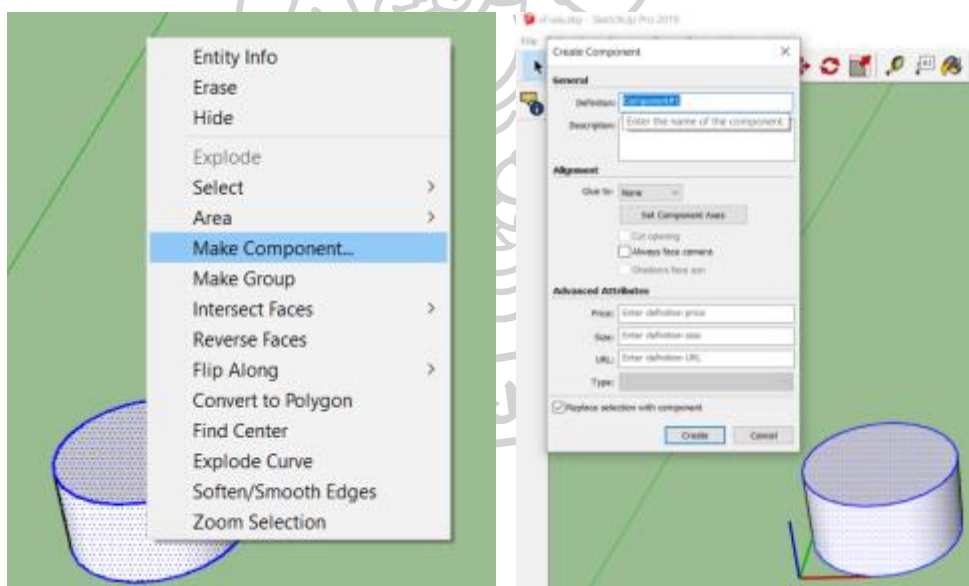 Entity Info
Erase
Hide
Explode
Select
Area
Make Component...
Make Group
Intersect Faces
Reverse Faces
Flip Along
Convert to Polygon
Find Center
Explode Curve
Soften/Smooth Edges
Zoom Selection
SketchUp Pro 2019
File
Create Component
General
Definition: Component#1
Description:
Enter the name of the component.
Alignment
Glue to: None
Set Component Axes
Cut opening
Always face camera
Shadows face sun
Advanced Attributes
Price: Enter definition price
Size: Enter definition size
URL: Enter definition URL
Type:
Replace selection with component
Create Cancel